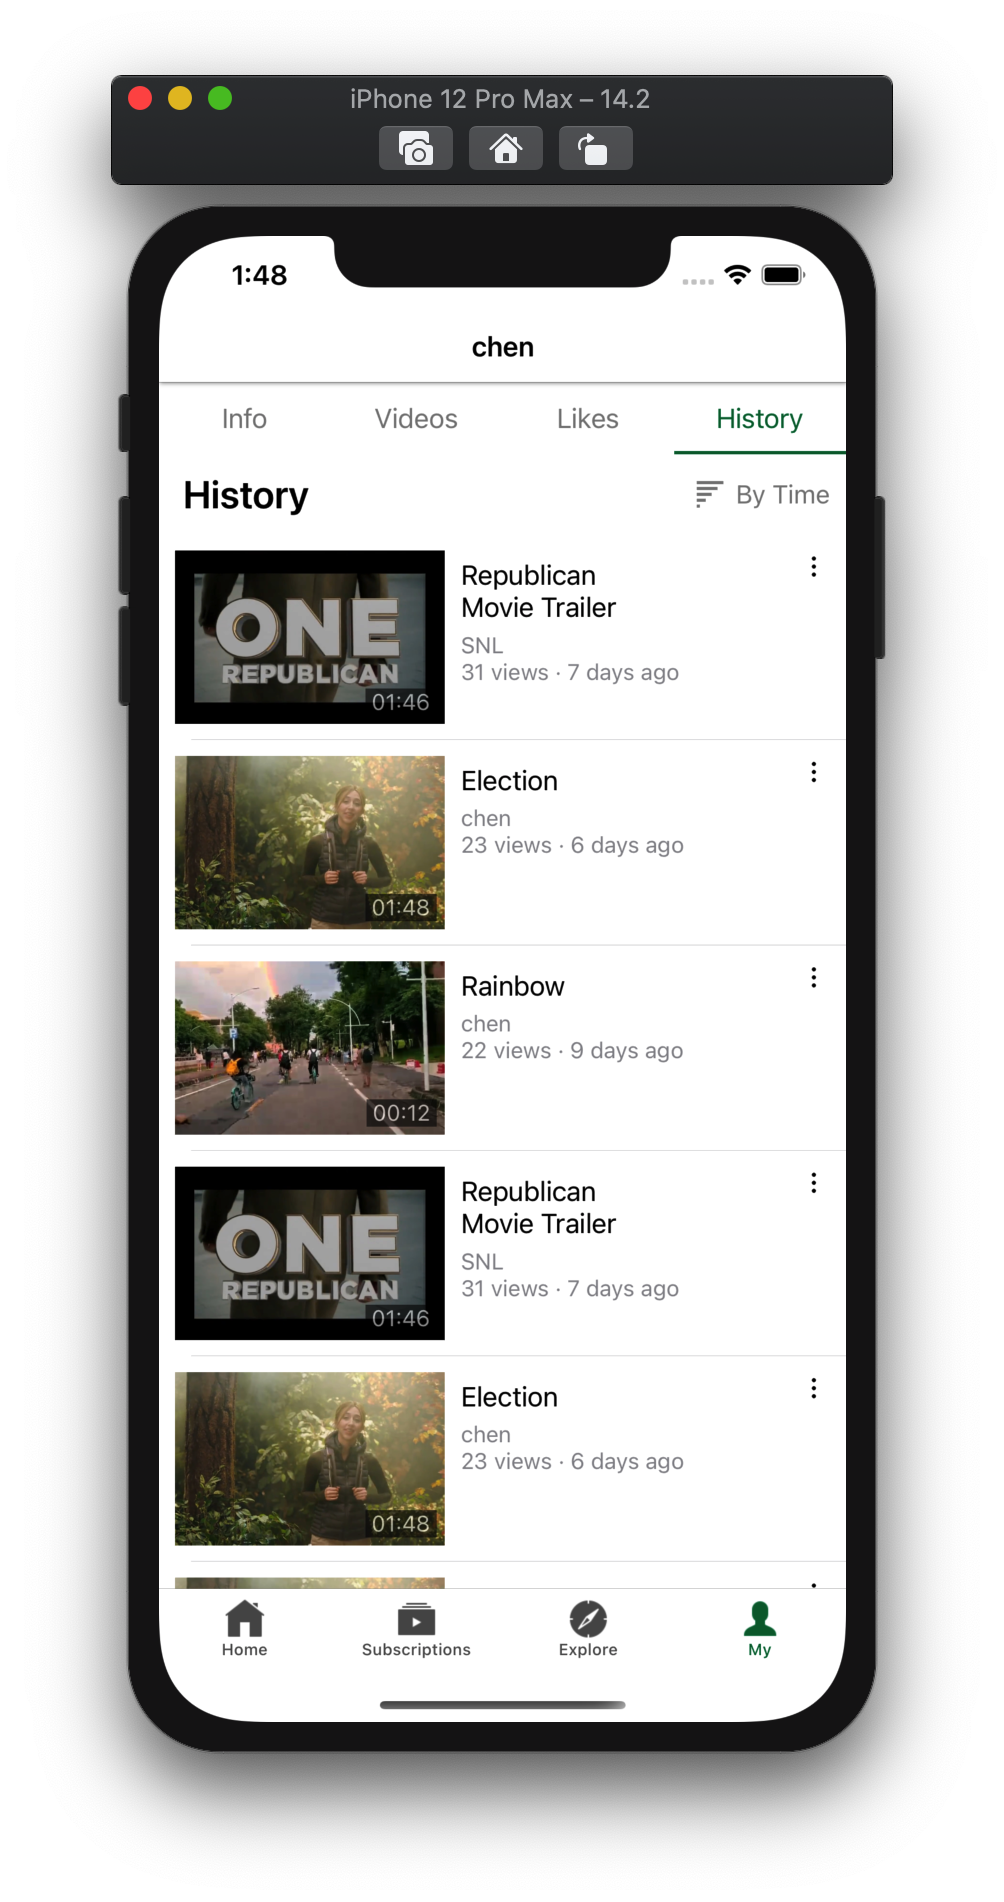 iPhone 12 Pro Max – 14.2
1:48
chen
Info Videos Likes History
History By Time
ONE
REPUBLICAN
01:46
Republican
Movie Trailer
SNL
31 views · 7 days ago
01:48
Election
chen
23 views · 6 days ago
00:12
Rainbow
chen
22 views · 9 days ago
ONE
REPUBLICAN
01:46
Republican
Movie Trailer
SNL
31 views · 7 days ago
01:48
Election
chen
23 views · 6 days ago
Home Subscriptions Explore My